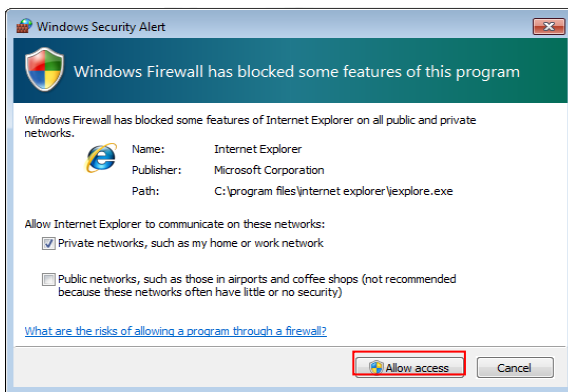 Windows Security Alert
Windows Firewall has blocked some features of this program
Windows Firewall has blocked some features of Internet Explorer on all public and private
networks.
Name: Internet Explorer
Publisher: Microsoft Corporation
Path: C:\program files\internet explorer\iexplore.exe
Allow Internet Explorer to communicate on these networks:
Private networks, such as my home or work network
Public networks, such as those in airports and coffee shops (not recommended
because these networks often have little or no security)
What are the risks of allowing a program through a firewall?
Allow access Cancel